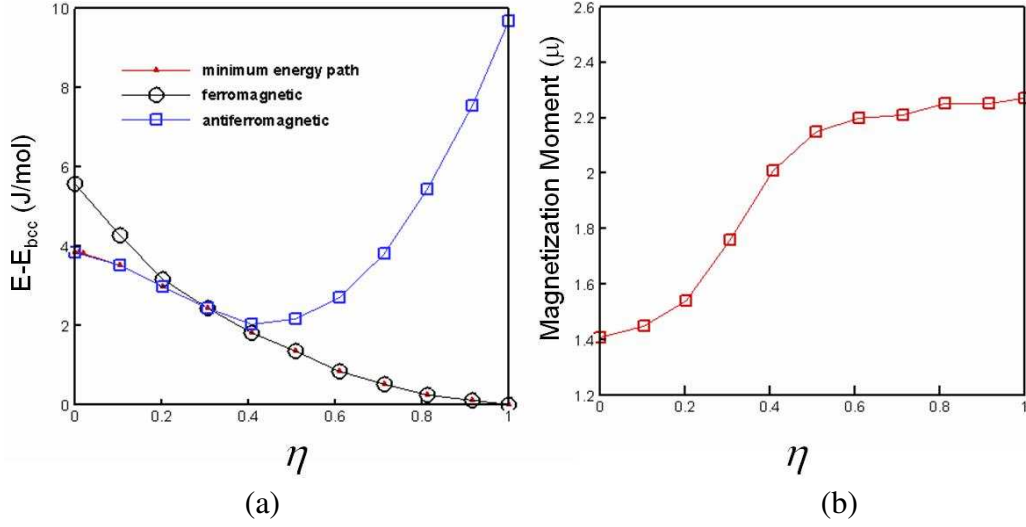 10
8
6
4
2
0
E-E_bcc (J/mol)
minimum energy path
ferromagnetic
antiferromagnetic
0 0.2 0.4 0.6 0.8 1
η
(a)
2.6
2.4
2.2
2
1.8
1.6
1.4
1.2
Magnetization Moment (μ)
0 0.2 0.4 0.6 0.8 1
η
(b)